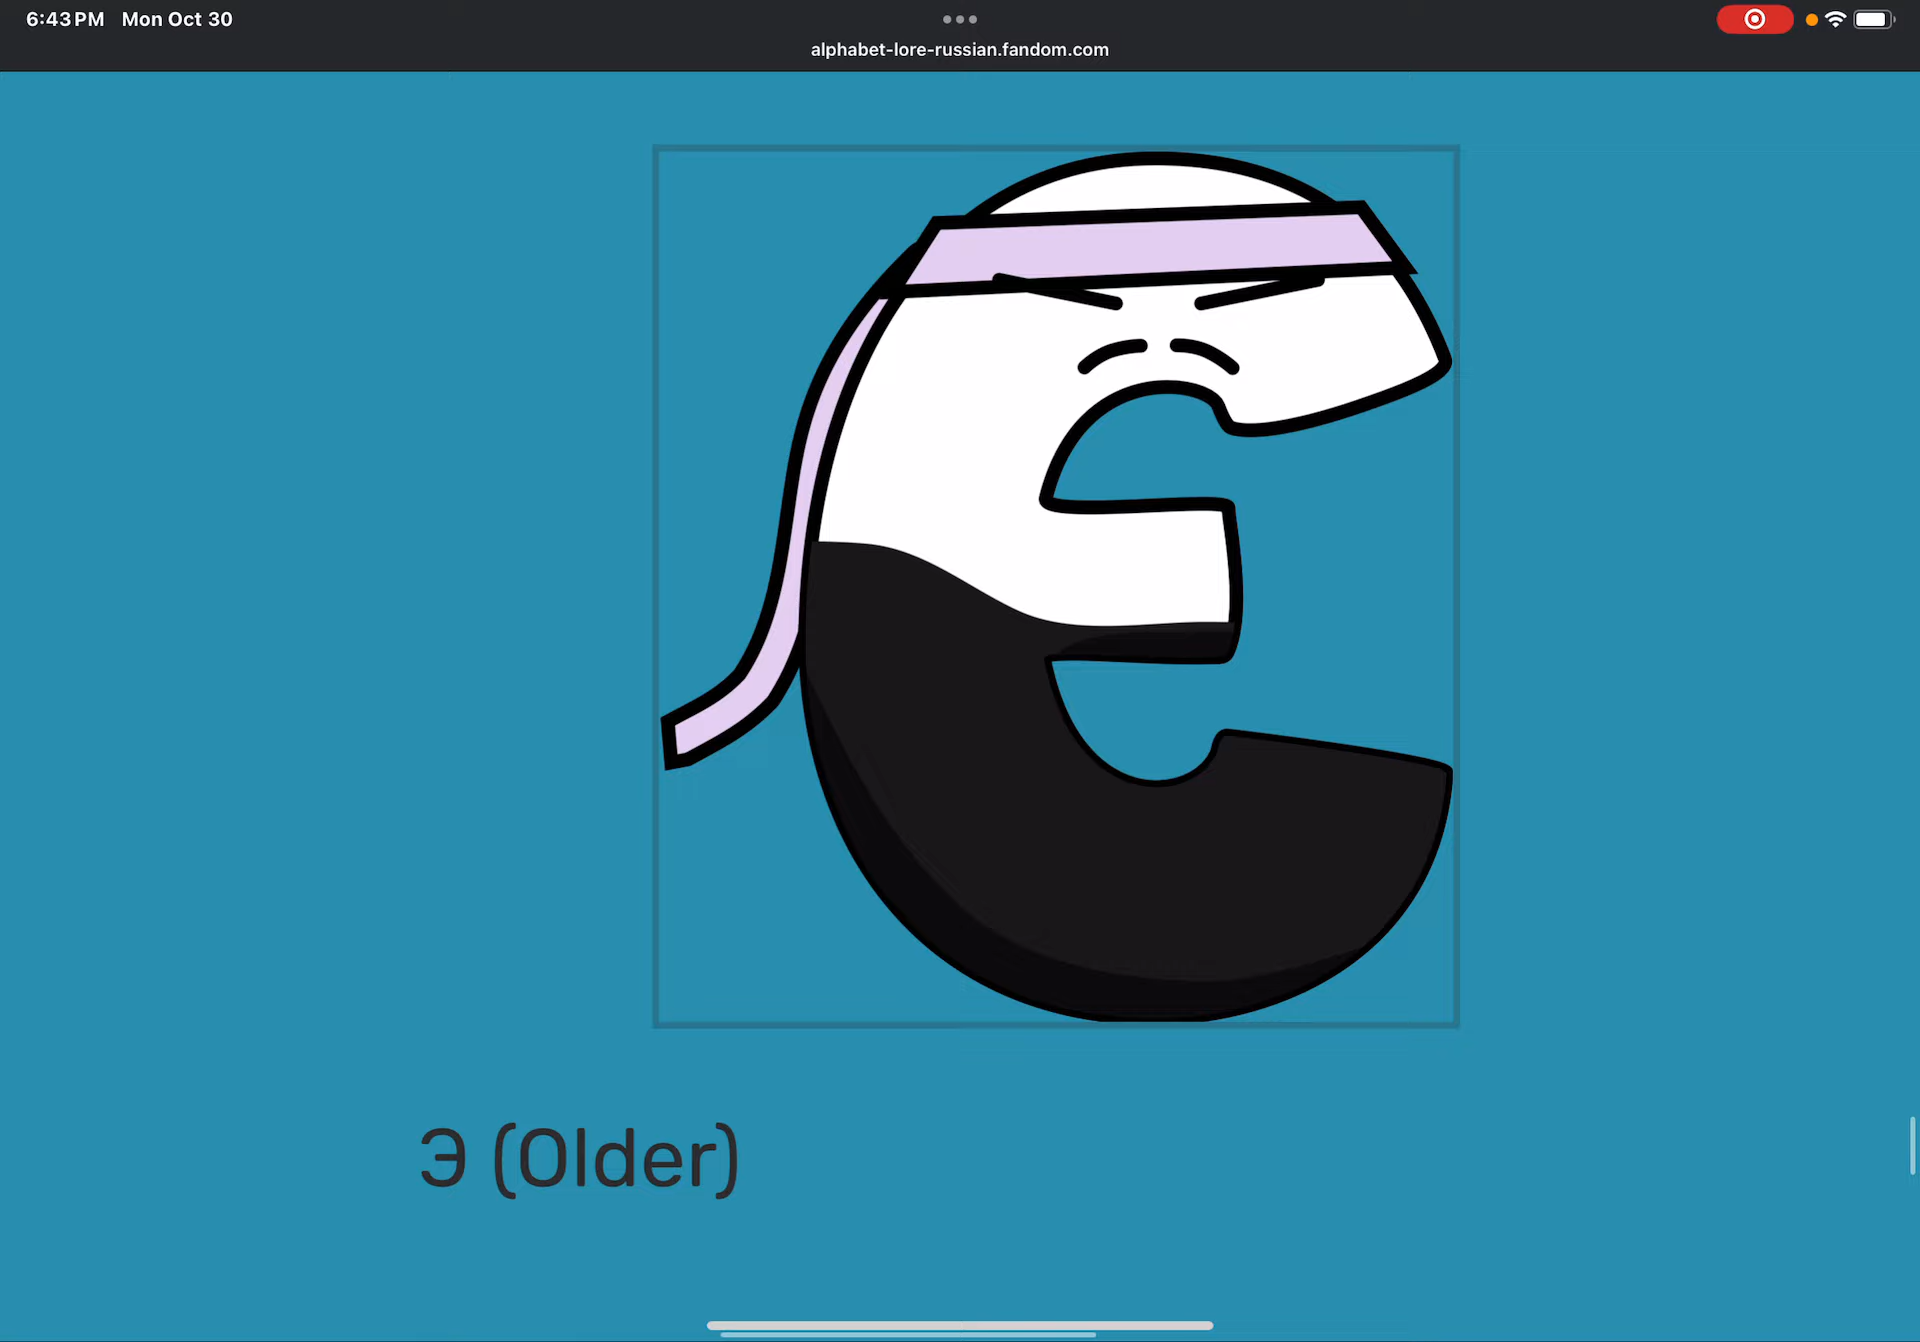 6:43 PM Mon Oct 30
alphabet-lore-russian.fandom.com
Э (Older)